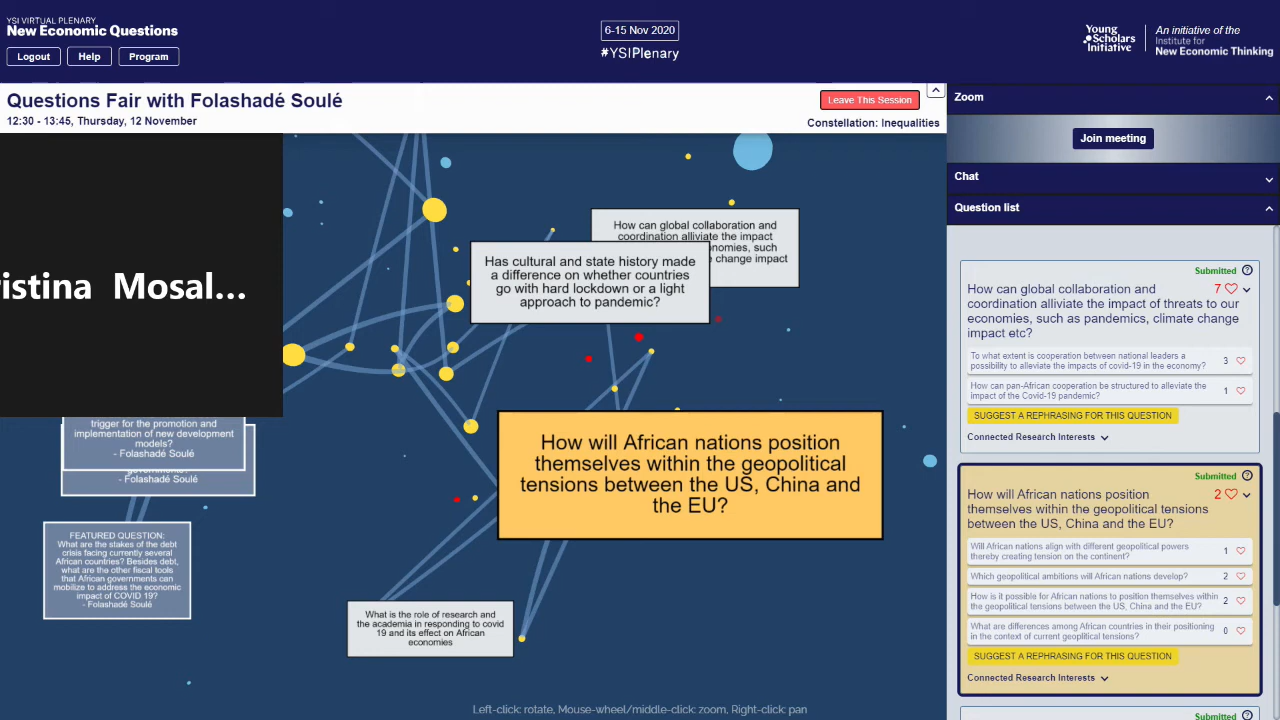 YSI VIRTUAL PLENARY
New Economic Questions
Logout
Help
Program
6-15 Nov 2020
#YSIPlenary
Young
Scholars
Initiative
An initiative of the
Institute for
New Economic Thinking
Questions Fair with Folashadé Soulé
12:30 - 13:45, Thursday, 12 November
Leave This Session
Constellation: Inequalities
istina Mosal...
How can global collaboration and
coordination alleviate the impact
onomies, such
e change impact
Has cultural and state history made
a difference on whether countries
go with hard lockdown or a light
approach to pandemic?
How will African nations position
themselves within the geopolitical
tensions between the US, China and
the EU?
trigger for the promotion and
implementation of new development
models?
- Folashadé Soulé
- Folashadé Soulé
FEATURED QUESTION:
What are the stakes of the debt
crisis facing currently several
African countries? Besides debt,
what are the other fiscal tools
that African governments can
mobilize to address the economic
impact of COVID 19?
- Folashadé Soulé
What is the role of research and
the academia in responding to covid
19 and its effect on African
economies
Left-click: rotate, Mouse-wheel/middle-click: zoom, Right-click: pan
Zoom
Join meeting
Chat
Question list
Submitted
How can global collaboration and
coordination alleviate the impact of threats to our
economies, such as pandemics, climate change
impact etc?
7
To what extent is cooperation between national leaders a
possibility to alleviate the impacts of covid-19 in the economy?
3
How can pan-African cooperation be structured to alleviate the
impact of the Covid-19 pandemic?
1
SUGGEST A REPHRASING FOR THIS QUESTION
Connected Research Interests
Submitted
How will African nations position
themselves within the geopolitical tensions
between the US, China and the EU?
2
Will African nations align with different geopolitical powers
thereby creating tension on the continent?
1
Which geopolitical ambitions will African nations develop?
2
How is it possible for African nations to position themselves within
the geopolitical tensions between the US, China and the EU?
2
What are differences among African countries in their positioning
in the context of current geoplitical tensions?
0
SUGGEST A REPHRASING FOR THIS QUESTION
Connected Research Interests